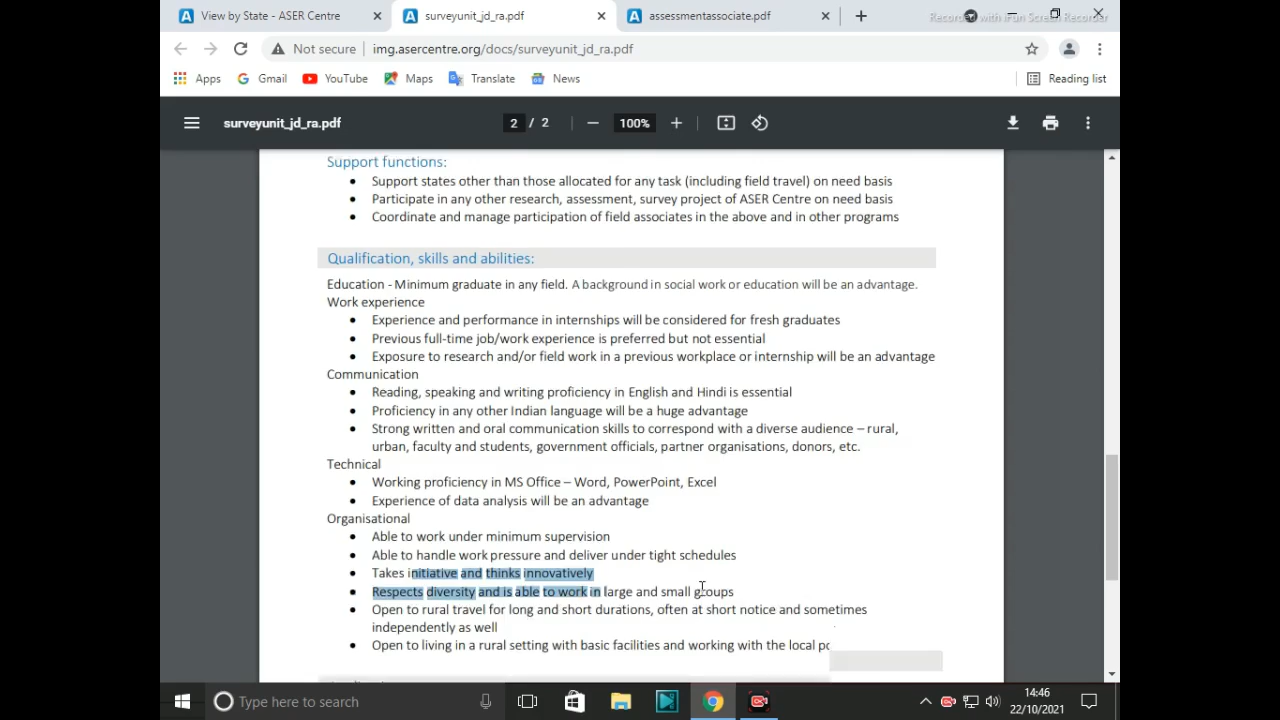 View by State - ASER Centre
surveyunit_jd_ra.pdf
assessmentassociate.pdf
Recorded with iFun Screen Recorder
Not secure
img.asercentre.org/docs/surveyunit_jd_ra.pdf
Apps
Gmail
YouTube
Maps
Translate
News
Reading list
surveyunit_jd_ra.pdf
2 / 2
100%
Support functions:
• Support states other than those allocated for any task (including field travel) on need basis
• Participate in any other research, assessment, survey project of ASER Centre on need basis
• Coordinate and manage participation of field associates in the above and in other programs
Qualification, skills and abilities:
Education - Minimum graduate in any field. A background in social work or education will be an advantage.
Work experience
• Experience and performance in internships will be considered for fresh graduates
• Previous full-time job/work experience is preferred but not essential
• Exposure to research and/or field work in a previous workplace or internship will be an advantage
Communication
• Reading, speaking and writing proficiency in English and Hindi is essential
• Proficiency in any other Indian language will be a huge advantage
• Strong written and oral communication skills to correspond with a diverse audience – rural,
urban, faculty and students, government officials, partner organisations, donors, etc.
Technical
• Working proficiency in MS Office – Word, PowerPoint, Excel
• Experience of data analysis will be an advantage
Organisational
• Able to work under minimum supervision
• Able to handle work pressure and deliver under tight schedules
• Takes initiative and thinks innovatively
• Respects diversity and is able to work in large and small groups
• Open to rural travel for long and short durations, often at short notice and sometimes
independently as well
• Open to living in a rural setting with basic facilities and working with the local
Type here to search
14:46
22/10/2021